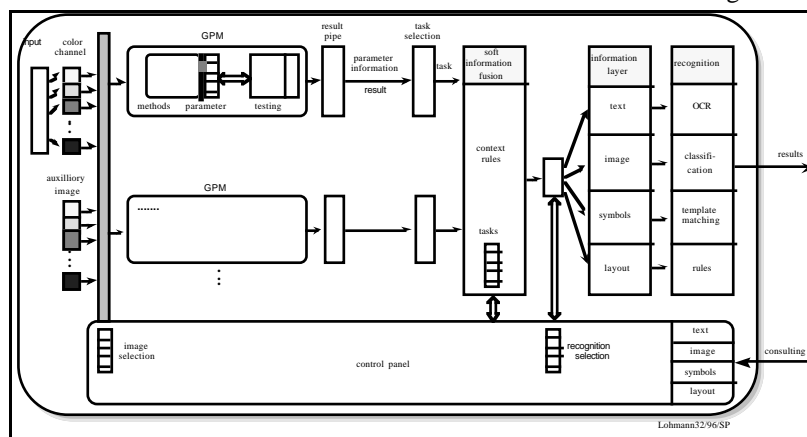 input
color
channel
GPM
methods
parameter
testing
result
pipe
parameter
information
result
task
selection
task
soft
information
fusion
context
rules
tasks
information
layer
text
image
symbols
layout
recognition
OCR
classifi-
cation
template
matching
rules
results
auxilliory
image
GPM
.......
image
selection
control panel
recognition
selection
text
image
symbols
layout
consulting
Lohmann32/96/SP